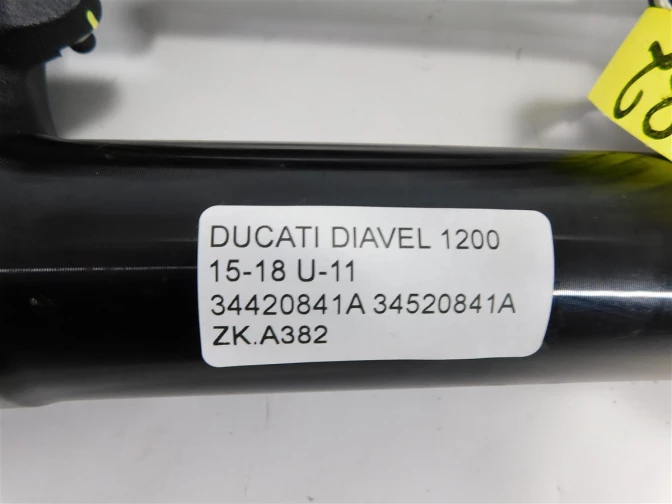 DUCATI DIAVEL 1200
15-18 U-11
34420841A 34520841A
ZK.A382